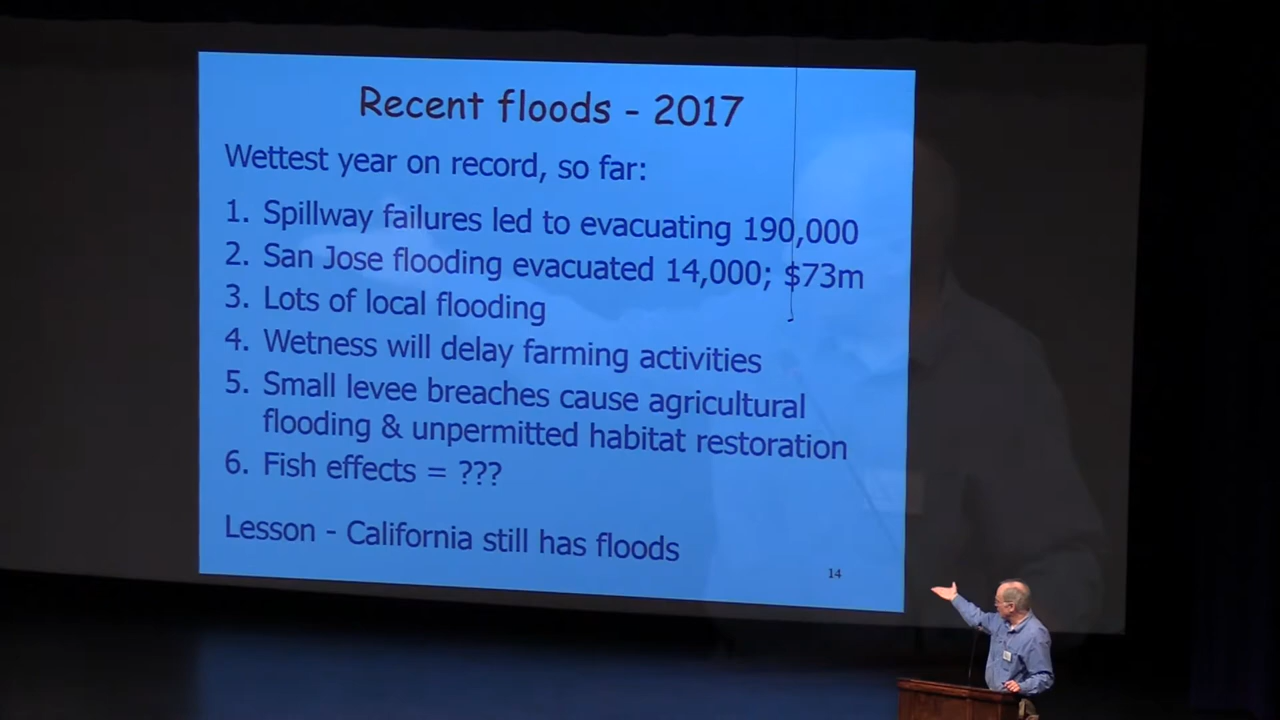 Recent floods - 2017
Wettest year on record, so far:
1. Spillway failures led to evacuating 190,000
2. San Jose flooding evacuated 14,000; $73m
3. Lots of local flooding
4. Wetness will delay farming activities
5. Small levee breaches cause agricultural
flooding & unpermitted habitat restoration
6. Fish effects = ???
Lesson - California still has floods
14